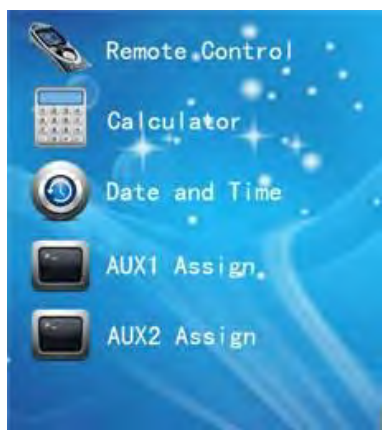 Remote Control
Calculator
Date and Time
AUX1 Assign
AUX2 Assign